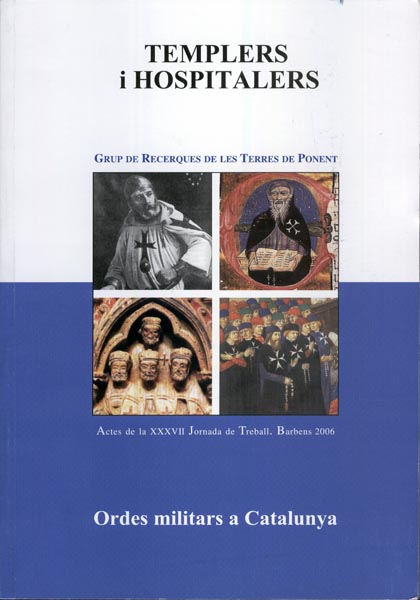 TEMPLERS
i HOSPITALERS
GRUP DE RECERQUES DE LES TERRES DE PONENT
ACTES DE LA XXXVII JORNADA DE TREBALL. BARBENS 2006
Ordes militars a Catalunya